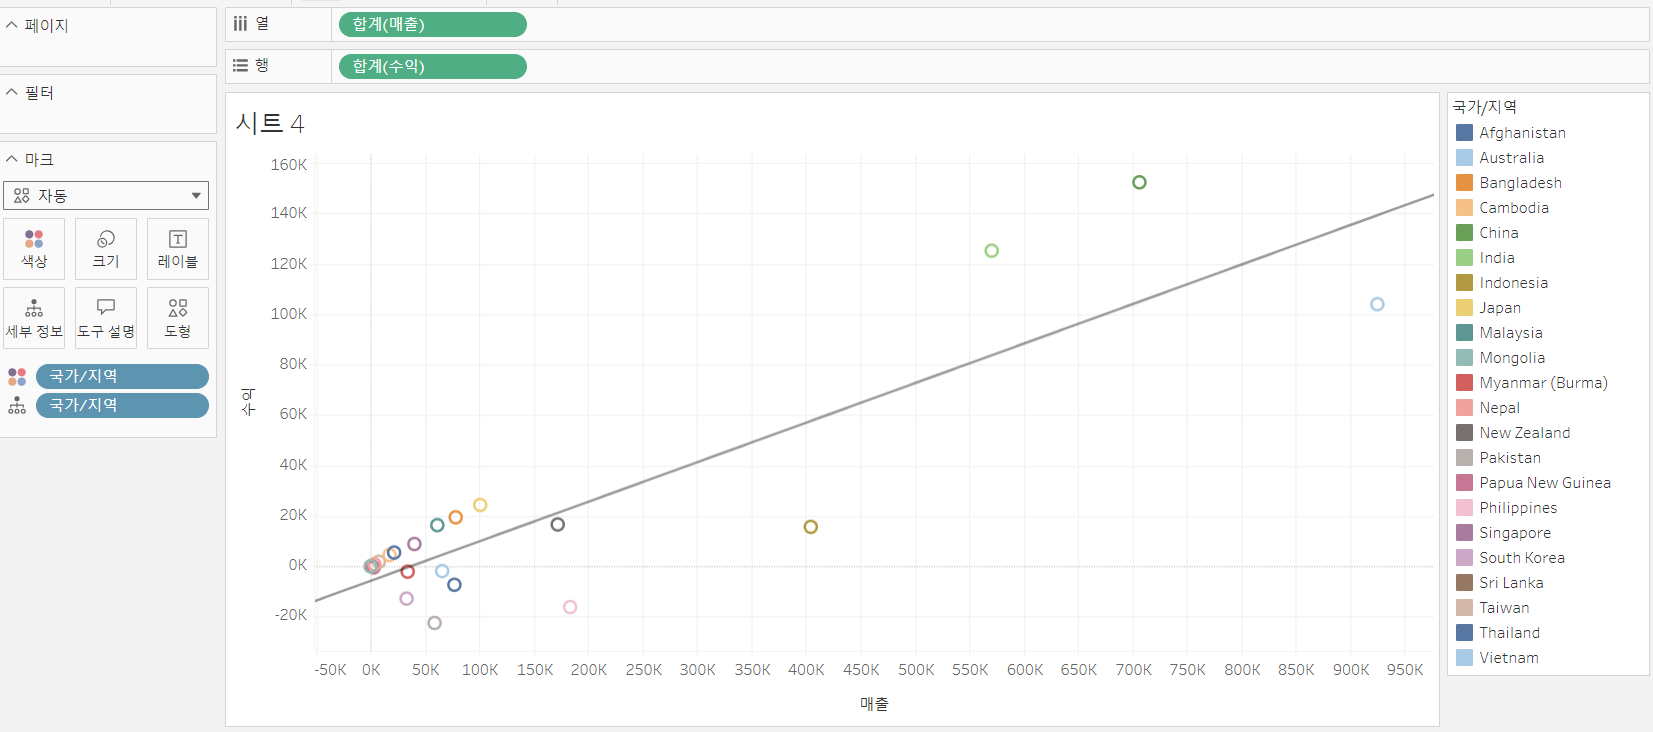 페이지
필터
마크
자동
색상
크기
레이블
세부 정보
도구 설명
도형
국가/지역
국가/지역
열
합계(매출)
행
합계(수익)
시트 4
160K
140K
120K
100K
80K
60K
40K
20K
0K
-20K
수익
-50K 0K 50K 100K 150K 200K 250K 300K 350K 400K 450K 500K 550K 600K 650K 700K 750K 800K 850K 900K 950K
매출
국가/지역
Afghanistan
Australia
Bangladesh
Cambodia
China
India
Indonesia
Japan
Malaysia
Mongolia
Myanmar (Burma)
Nepal
New Zealand
Pakistan
Papua New Guinea
Philippines
Singapore
South Korea
Sri Lanka
Taiwan
Thailand
Vietnam